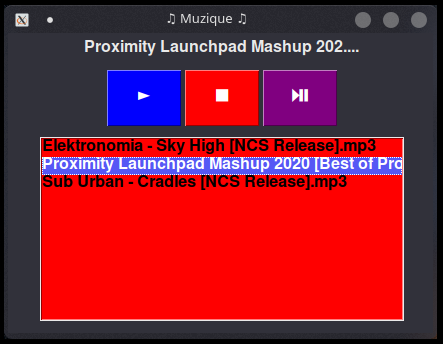 ♫ Muzique ♫
Proximity Launchpad Mashup 202....
Elektronomia - Sky High [NCS Release].mp3
Proximity Launchpad Mashup 2020 [Best of Pro
Sub Urban - Cradles [NCS Release].mp3